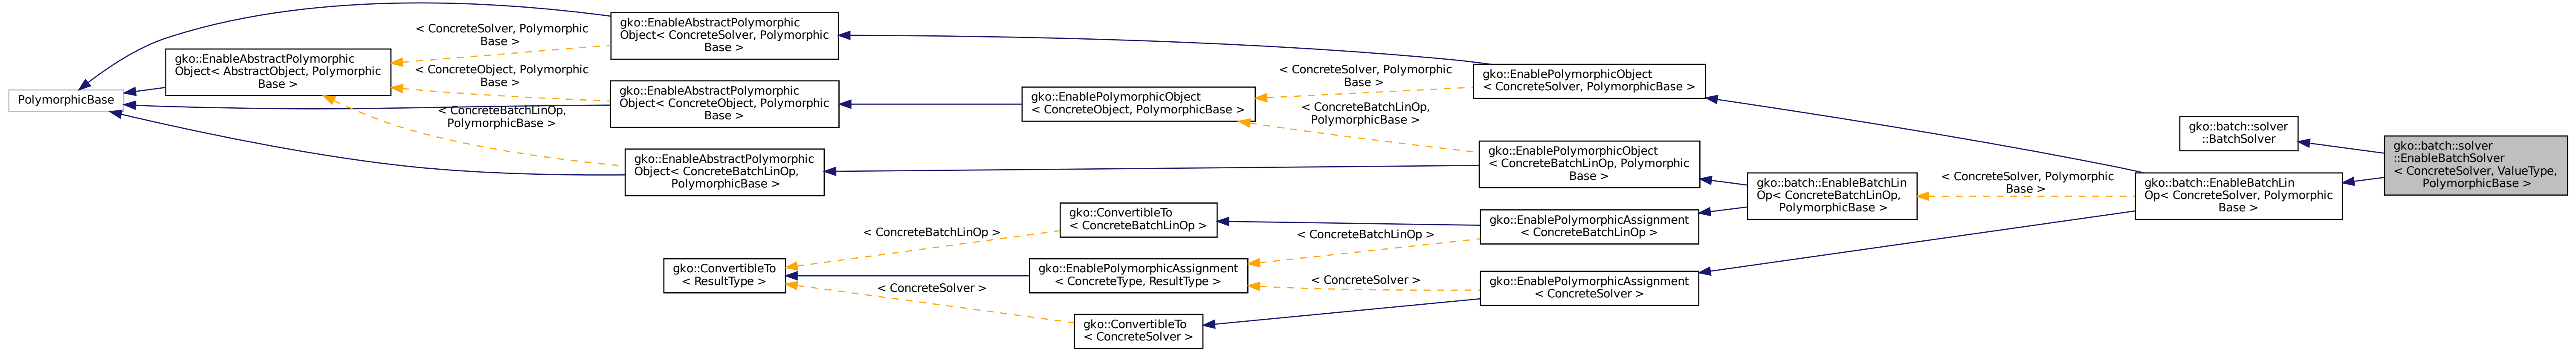 PolymorphicBase
gko::EnableAbstractPolymorphic
Object< AbstractObject, Polymorphic
Base >
< ConcreteSolver, Polymorphic
Base >
< ConcreteObject, Polymorphic
Base >
< ConcreteBatchLinOp,
PolymorphicBase >
gko::EnableAbstractPolymorphic
Object< ConcreteSolver, Polymorphic
Base >
gko::EnableAbstractPolymorphic
Object< ConcreteObject, Polymorphic
Base >
gko::EnableAbstractPolymorphic
Object< ConcreteBatchLinOp,
PolymorphicBase >
gko::ConvertibleTo
< ResultType >
< ConcreteBatchLinOp >
< ConcreteSolver >
gko::EnablePolymorphicObject
< ConcreteObject, PolymorphicBase >
gko::ConvertibleTo
< ConcreteBatchLinOp >
gko::EnablePolymorphicAssignment
< ConcreteType, ResultType >
gko::ConvertibleTo
< ConcreteSolver >
< ConcreteSolver, Polymorphic
Base >
< ConcreteBatchLinOp,
PolymorphicBase >
< ConcreteBatchLinOp >
< ConcreteSolver >
gko::EnablePolymorphicObject
< ConcreteSolver, PolymorphicBase >
gko::EnablePolymorphicObject
< ConcreteBatchLinOp, Polymorphic
Base >
gko::EnablePolymorphicAssignment
< ConcreteBatchLinOp >
gko::EnablePolymorphicAssignment
< ConcreteSolver >
gko::batch::EnableBatchLin
Op< ConcreteBatchLinOp,
PolymorphicBase >
< ConcreteSolver, Polymorphic
Base >
gko::batch::solver
::BatchSolver
gko::batch::EnableBatchLin
Op< ConcreteSolver, Polymorphic
Base >
gko::batch::solver
::EnableBatchSolver
< ConcreteSolver, ValueType,
PolymorphicBase >